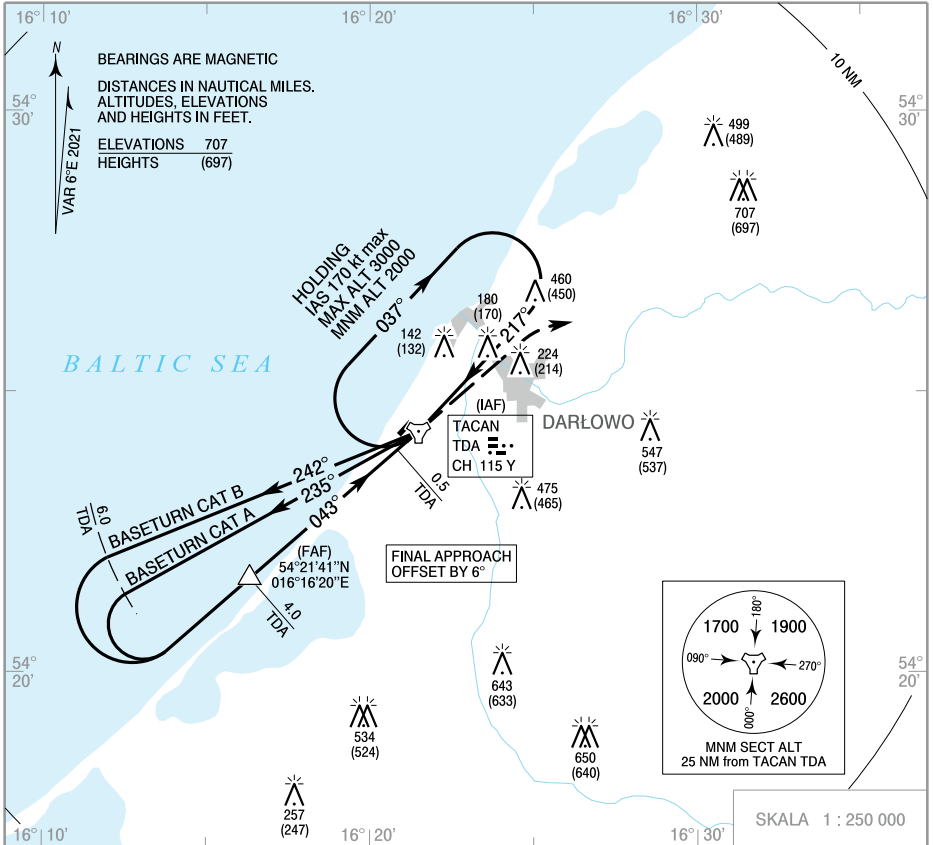 16° 10'
16° 20'
16° 30'
N
BEARINGS ARE MAGNETIC
DISTANCES IN NAUTICAL MILES.
ALTITUDES, ELEVATIONS
AND HEIGHTS IN FEET.
ELEVATIONS 707
HEIGHTS (697)
VAR 6°E 2021
10 NM
54°
30'
54°
30'
499
(489)
707
(697)
HOLDING
IAS 170 kt max
MAX ALT 3000
MNM ALT 2000
037°
460
(450)
180
(170)
217°
142
(132)
224
(214)
BALTIC SEA
(IAF)
TACAN
TDA
CH 115 Y
DARŁOWO
547
(537)
0.5
TDA
475
(465)
242°
235°
043°
BASETURN CAT B
BASETURN CAT A
6.0
TDA
(FAF)
54°21'41"N
016°16'20"E
4.0
TDA
FINAL APPROACH
OFFSET BY 6°
180°
1700
1900
090°
270°
2000
2600
000°
MNM SECT ALT
25 NM from TACAN TDA
54°
20'
54°
20'
643
(633)
534
(524)
650
(640)
257
(247)
SKALA 1 : 250 000
16° 10'
16° 20'
16° 30'